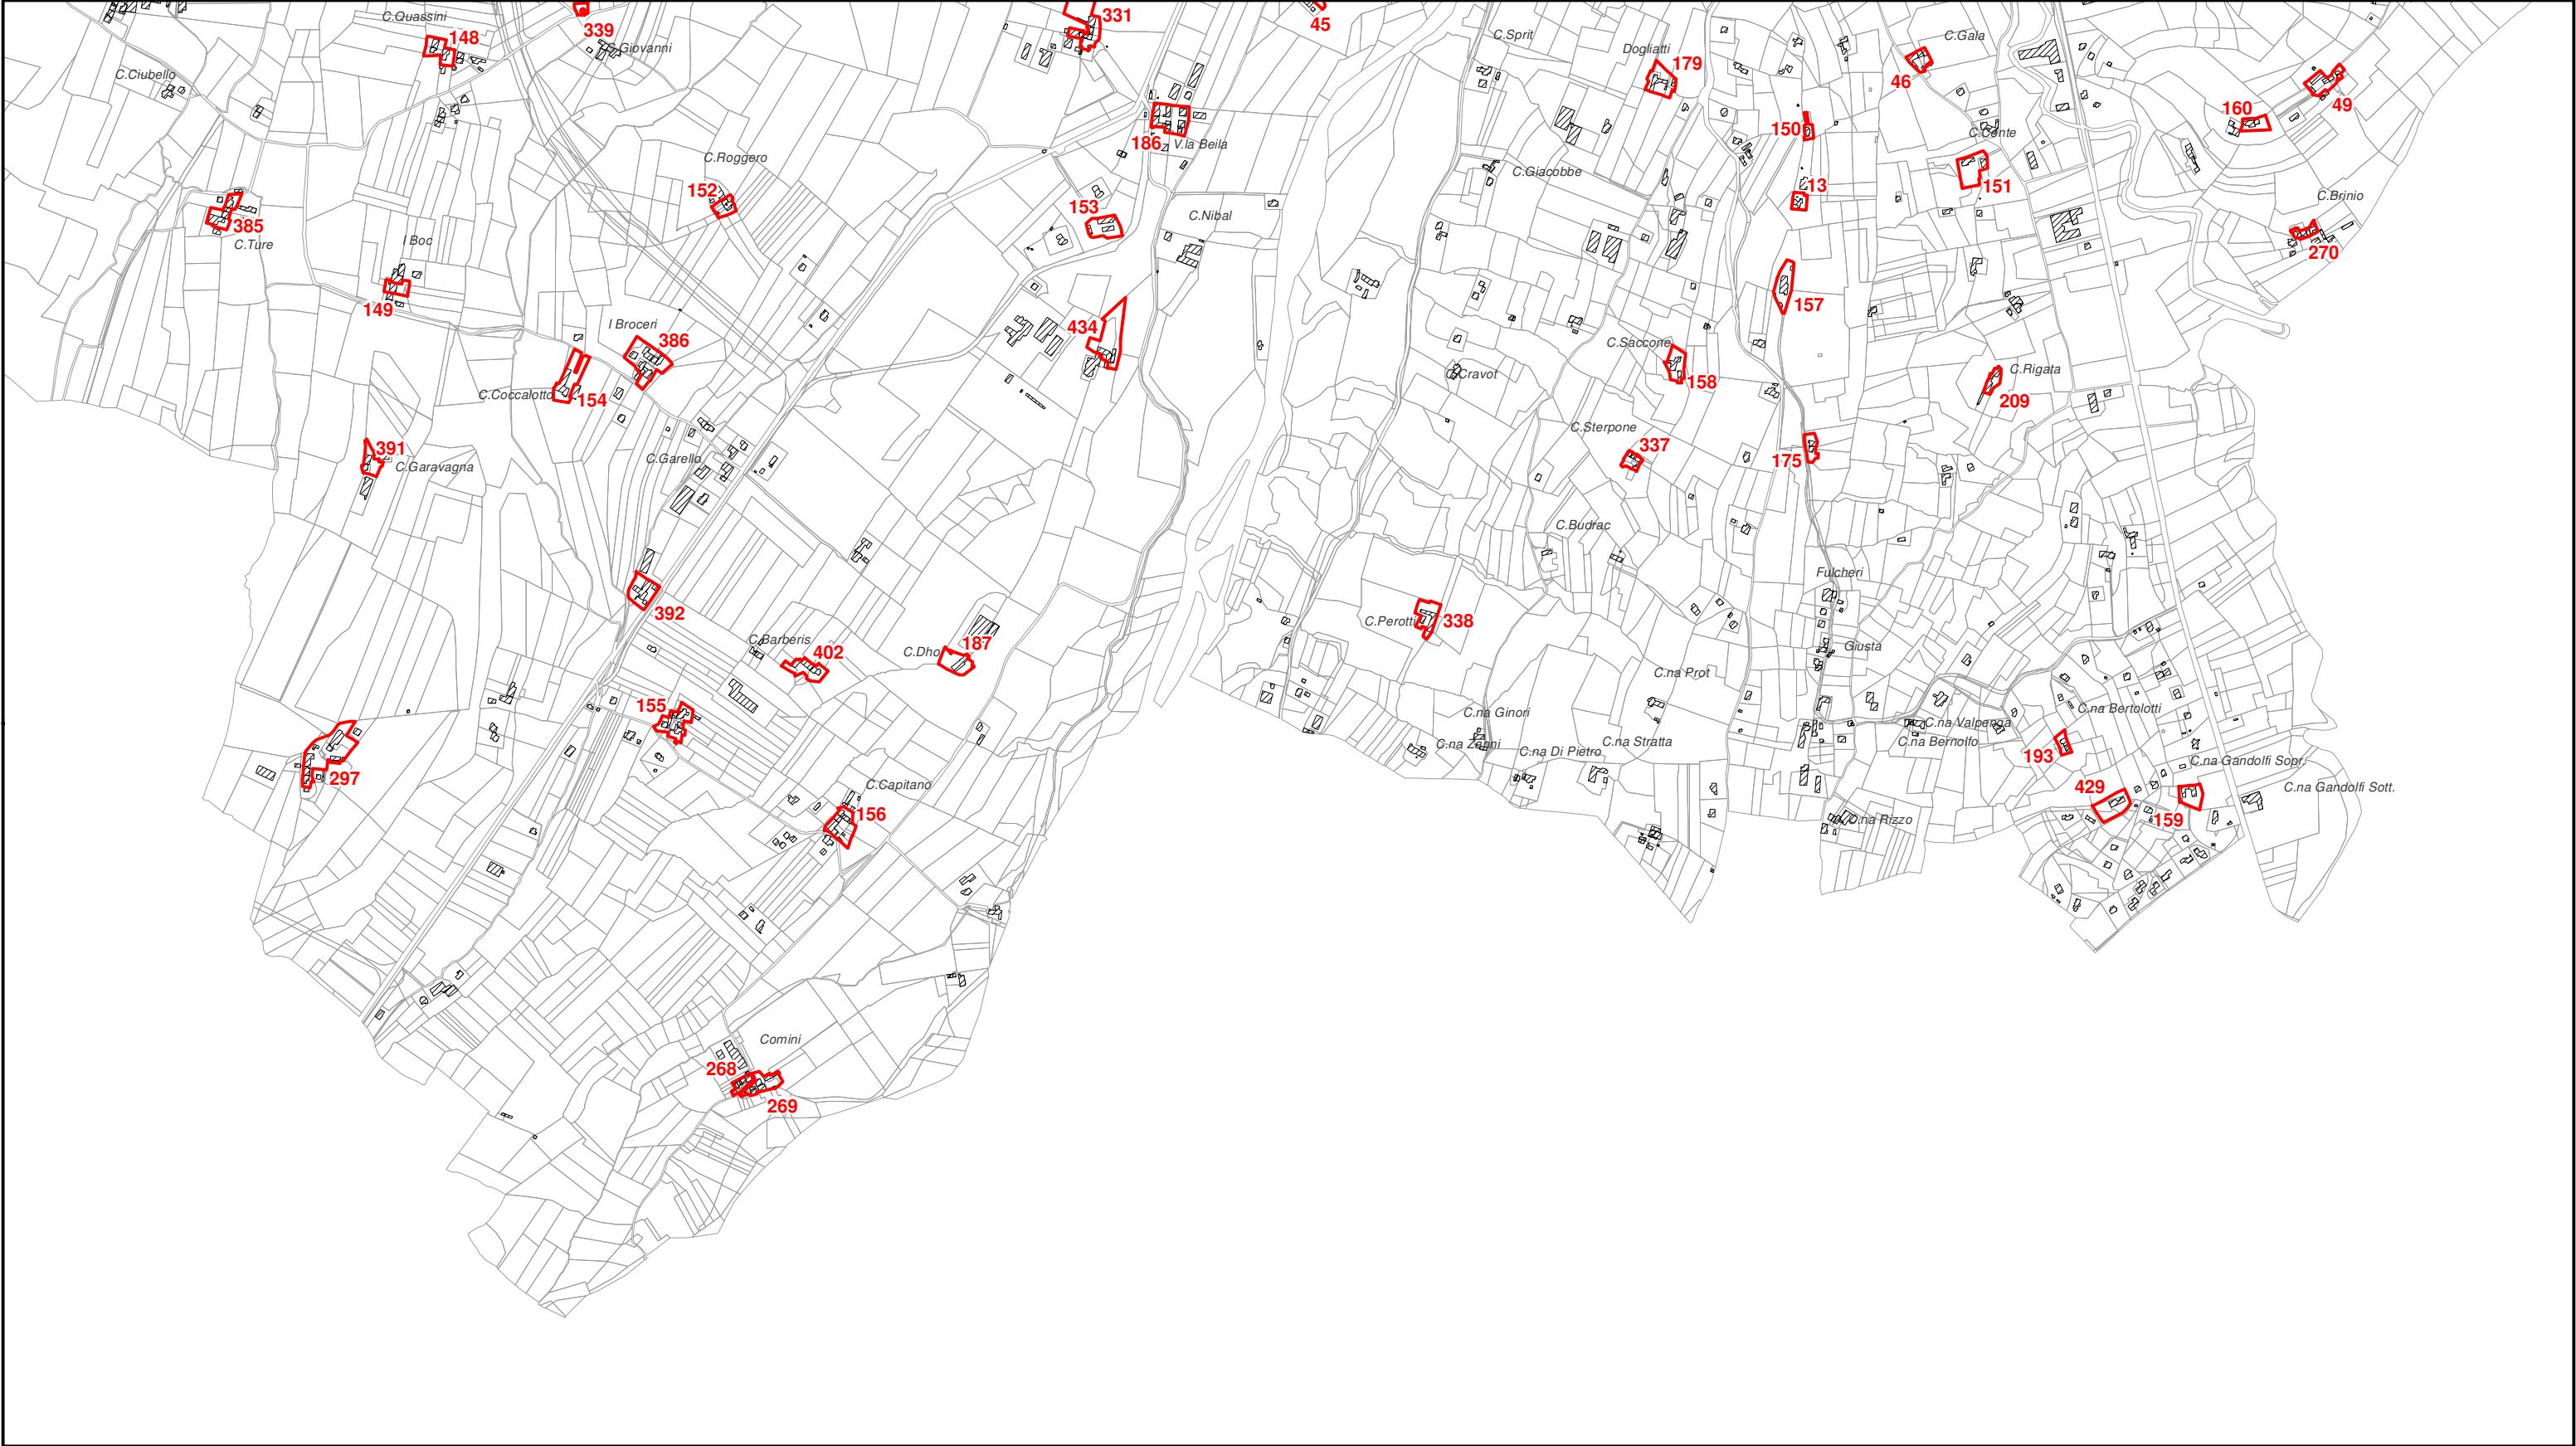 C.Quassini
339
331
45
148
S.Giovanni
C.Sprit
Dogliatti
C.Gala
179
46
C.Ciubello
49
160
150
C.Conte
186
V.la Beila
C.Roggero
C.Giacobbe
151
13
152
C.Brinio
153
C.Nibal
385
C.Ture
I Boc
270
149
157
I Broceri
434
386
C.Saccone
158
C.Cravot
C.Rigata
C.Coccalotto
154
209
C.Sterpone
391
C.Garavagna
C.Garello
337
175
C.Budrac
Fulcheri
392
C.Perotti
338
C.Barberis
402
C.Dho
187
Giusta
C.na Prot
155
C.na Ginori
C.na Bertolotti
C.na Valpenga
C.na Stratta
C.na Bernolfo
C.na Di Pietro
193
C.na Gandolfi Sopr.
297
C.Capitano
429
C.na Gandolfi Sott.
156
C.na Rizzo
159
Comini
268
269